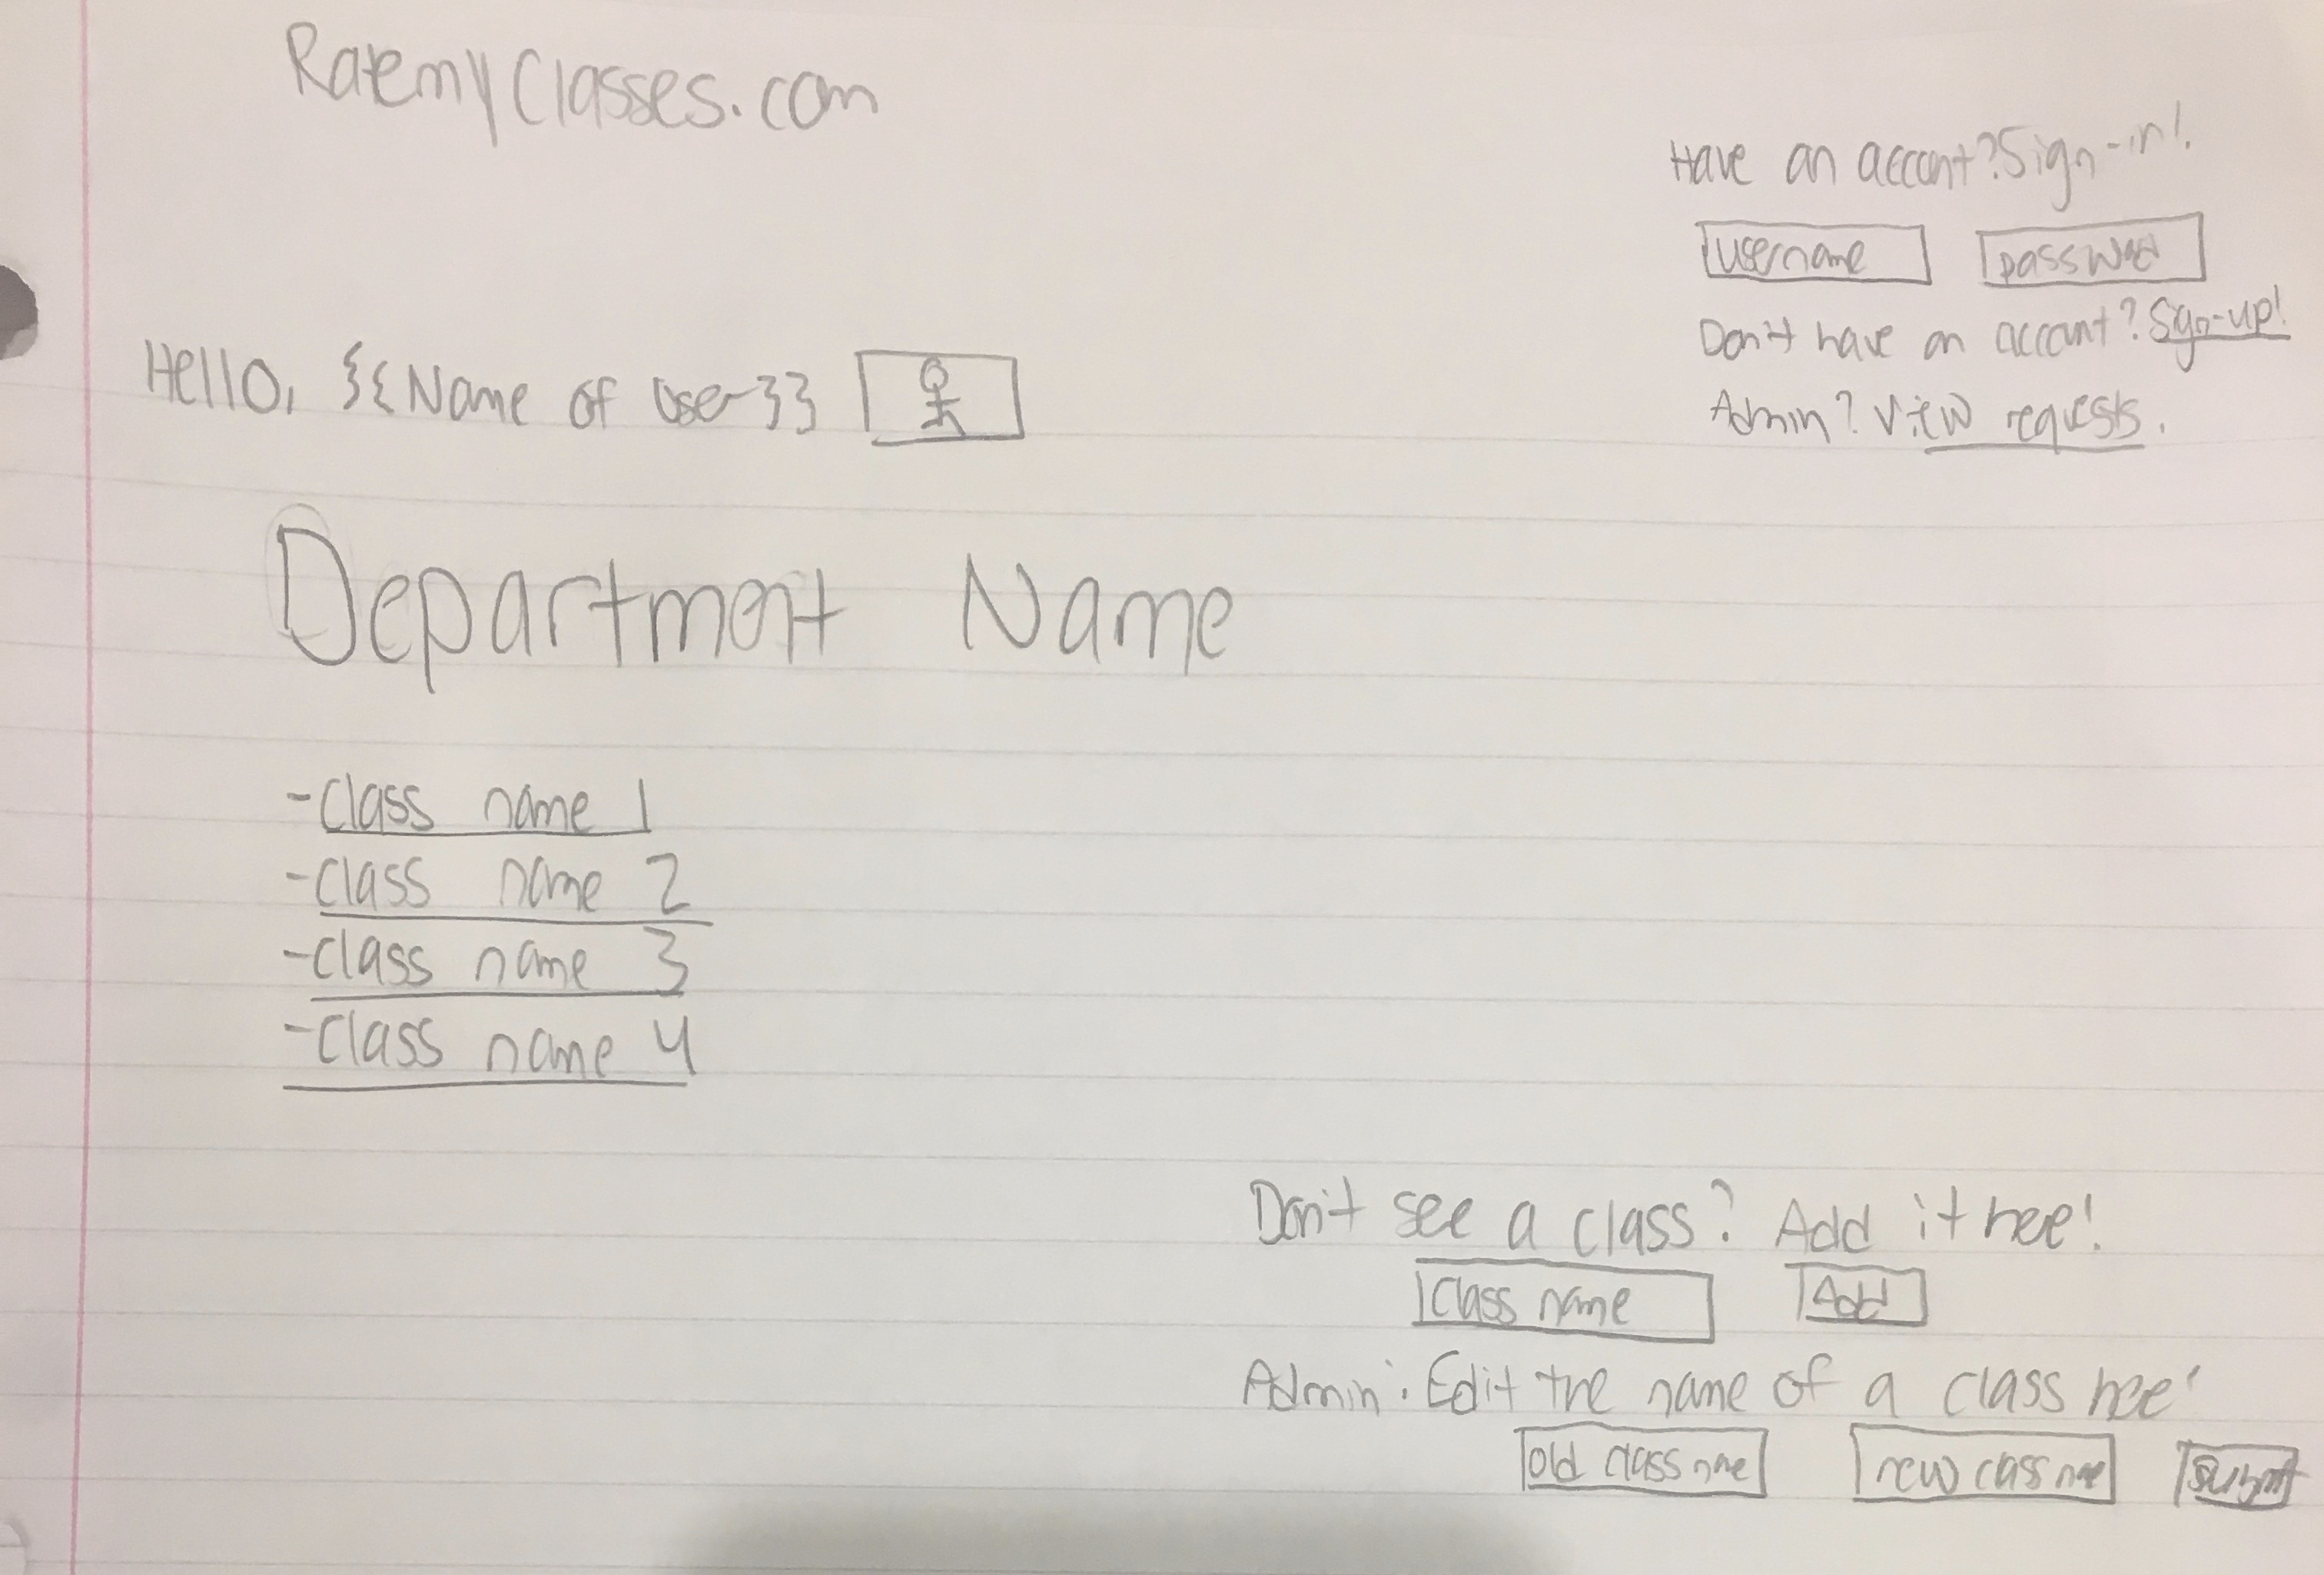 RatemyClasses.com
Have an account? Sign-in!
username password
Don't have an account? Sign-up!
Admin? View requests.
Hello, {{Name of User}}
Department Name
-Class name 1
-class name 2
-class name 3
-Class name 4
Don't see a class? Add it here!
Class name Add
Admin: Edit the name of a class here!
old class name new class name submit